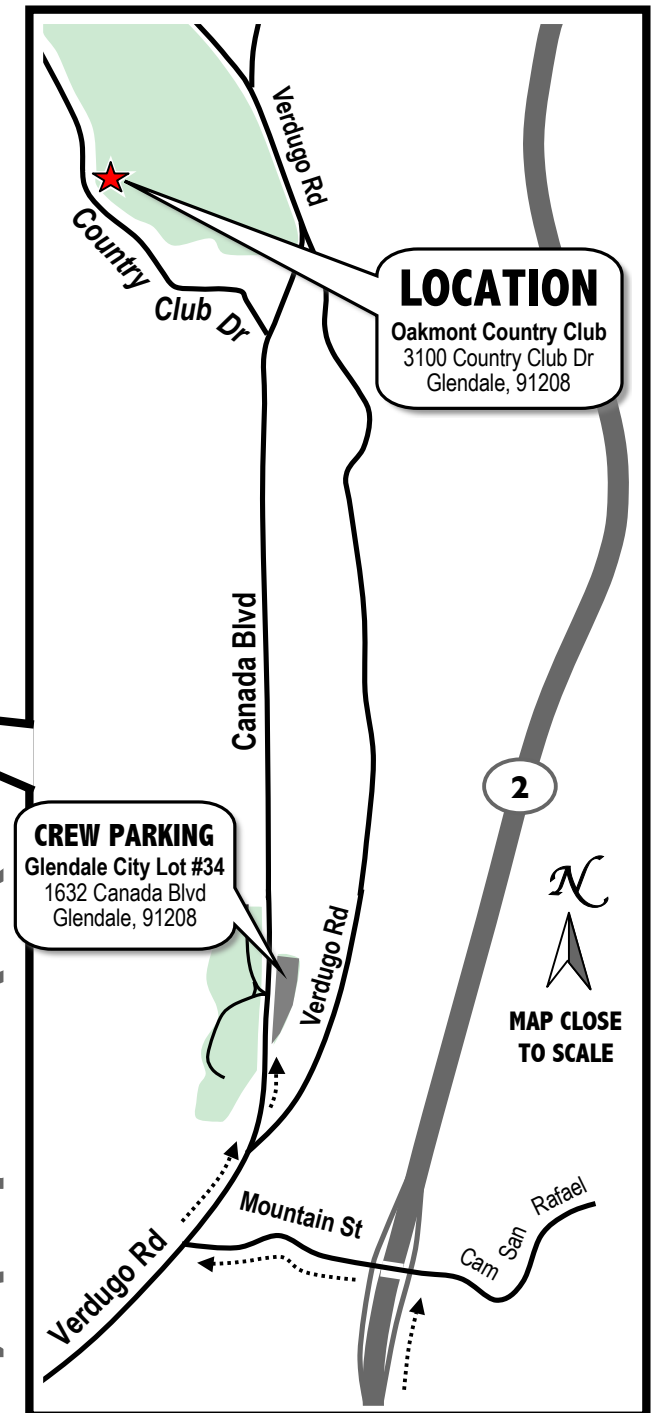 Verdugo Rd
Country Club Dr
LOCATION
Oakmont Country Club
3100 Country Club Dr
Glendale, 91208
Canada Blvd
2
CREW PARKING
Glendale City Lot #34
1632 Canada Blvd
Glendale, 91208
N
MAP CLOSE
TO SCALE
Verdugo Rd
Mountain St
Cam San Rafael
Verdugo Rd